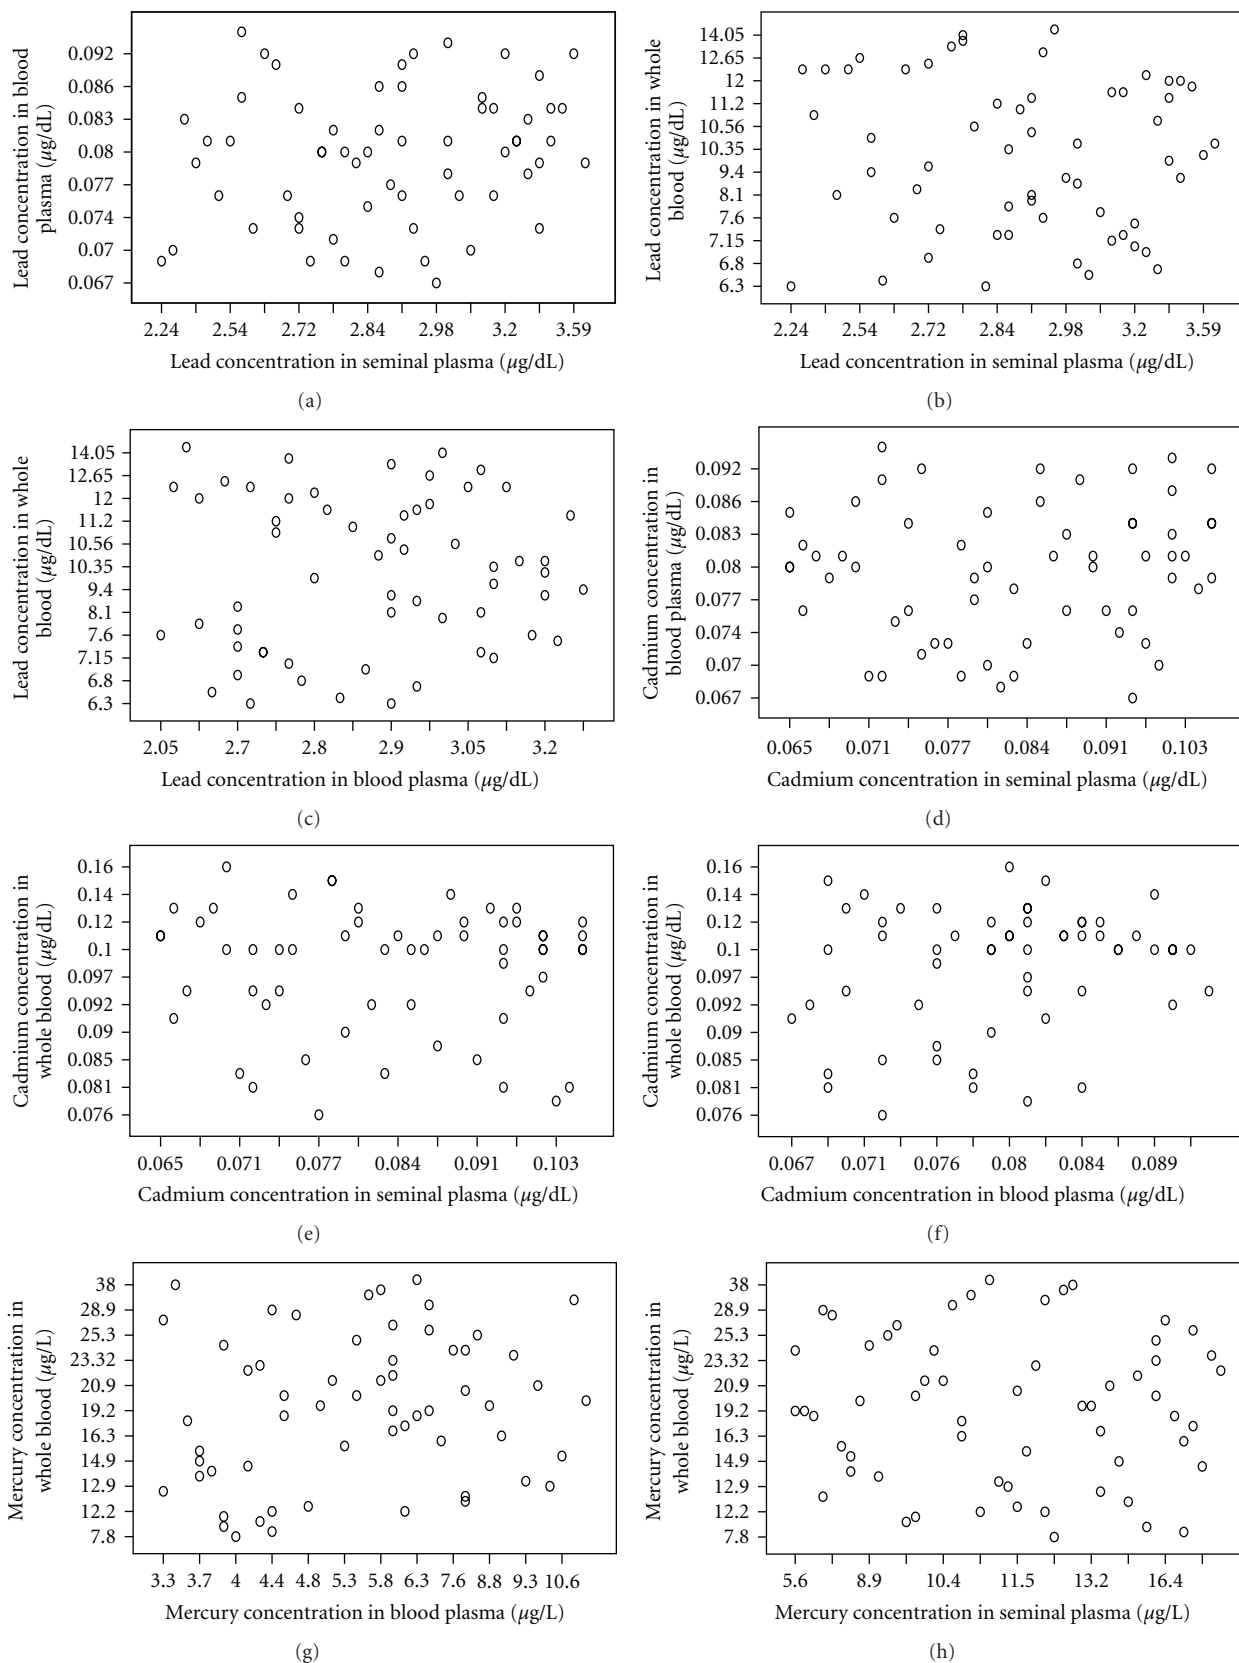 Lead concentration in blood
plasma (µg/dL)
0.092
0.086
0.083
0.08
0.077
0.074
0.07
0.067
2.24 2.54 2.72 2.84 2.98 3.2 3.59
Lead concentration in seminal plasma (µg/dL)
(a)
Lead concentration in whole
blood (µg/dL)
14.05
12.65
12
11.2
10.56
10.35
9.4
8.1
7.6
7.15
6.8
6.3
2.24 2.54 2.72 2.84 2.98 3.2 3.59
Lead concentration in seminal plasma (µg/dL)
(b)
Lead concentration in whole
blood (µg/dL)
14.05
12.65
12
11.2
10.56
10.35
9.4
8.1
7.6
7.15
6.8
6.3
2.05 2.7 2.8 2.9 3.05 3.2
Lead concentration in blood plasma (µg/dL)
(c)
Cadmium concentration in
blood plasma (µg/dL)
0.092
0.086
0.083
0.08
0.077
0.074
0.07
0.067
0.065 0.071 0.077 0.084 0.091 0.103
Cadmium concentration in seminal plasma (µg/dL)
(d)
Cadmium concentration in
whole blood (µg/dL)
0.16
0.14
0.12
0.1
0.097
0.092
0.09
0.085
0.081
0.076
0.065 0.071 0.077 0.084 0.091 0.103
Cadmium concentration in seminal plasma (µg/dL)
(e)
Cadmium concentration in
whole blood (µg/dL)
0.16
0.14
0.12
0.1
0.097
0.092
0.09
0.085
0.081
0.076
0.067 0.071 0.076 0.08 0.084 0.089
Cadmium concentration in blood plasma (µg/dL)
(f)
Mercury concentration in
whole blood (µg/L)
38
28.9
25.3
23.32
20.9
19.2
16.3
14.9
12.9
12.2
7.8
3.3 3.7 4 4.4 4.8 5.3 5.8 6.3 7.6 8.8 9.3 10.6
Mercury concentration in blood plasma (µg/L)
(g)
Mercury concentration in
whole blood (µg/L)
38
28.9
25.3
23.32
20.9
19.2
16.3
14.9
12.9
12.2
7.8
5.6 8.9 10.4 11.5 13.2 16.4
Mercury concentration in seminal plasma (µg/L)
(h)